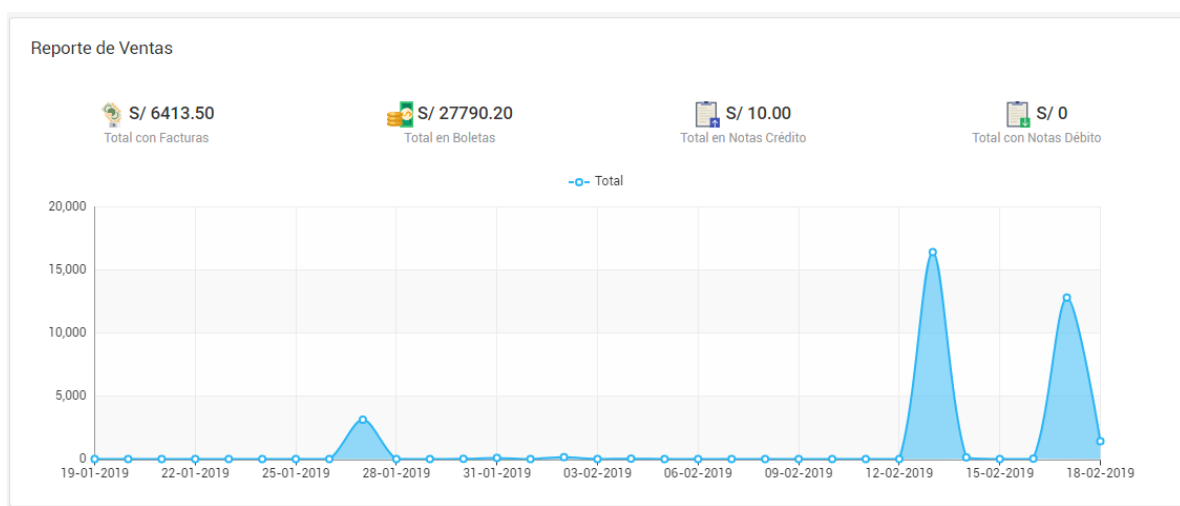 Reporte de Ventas
S/ 6413.50
Total con Facturas
S/ 27790.20
Total en Boletas
S/ 10.00
Total en Notas Crédito
S/ 0
Total con Notas Débito
Total
20,000
15,000
10,000
5,000
0
19-01-2019 22-01-2019 25-01-2019 28-01-2019 31-01-2019 03-02-2019 06-02-2019 09-02-2019 12-02-2019 15-02-2019 18-02-2019